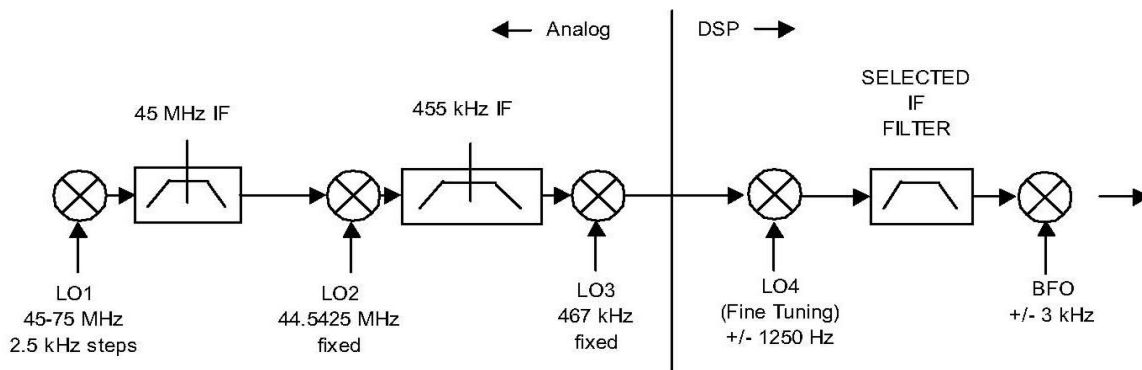 Analog
DSP
45 MHz IF
455 kHz IF
SELECTED
IF
FILTER
LO1
45-75 MHz
2.5 kHz steps
LO2
44.5425 MHz
fixed
LO3
467 kHz
fixed
LO4
(Fine Tuning)
+/- 1250 Hz
BFO
+/- 3 kHz